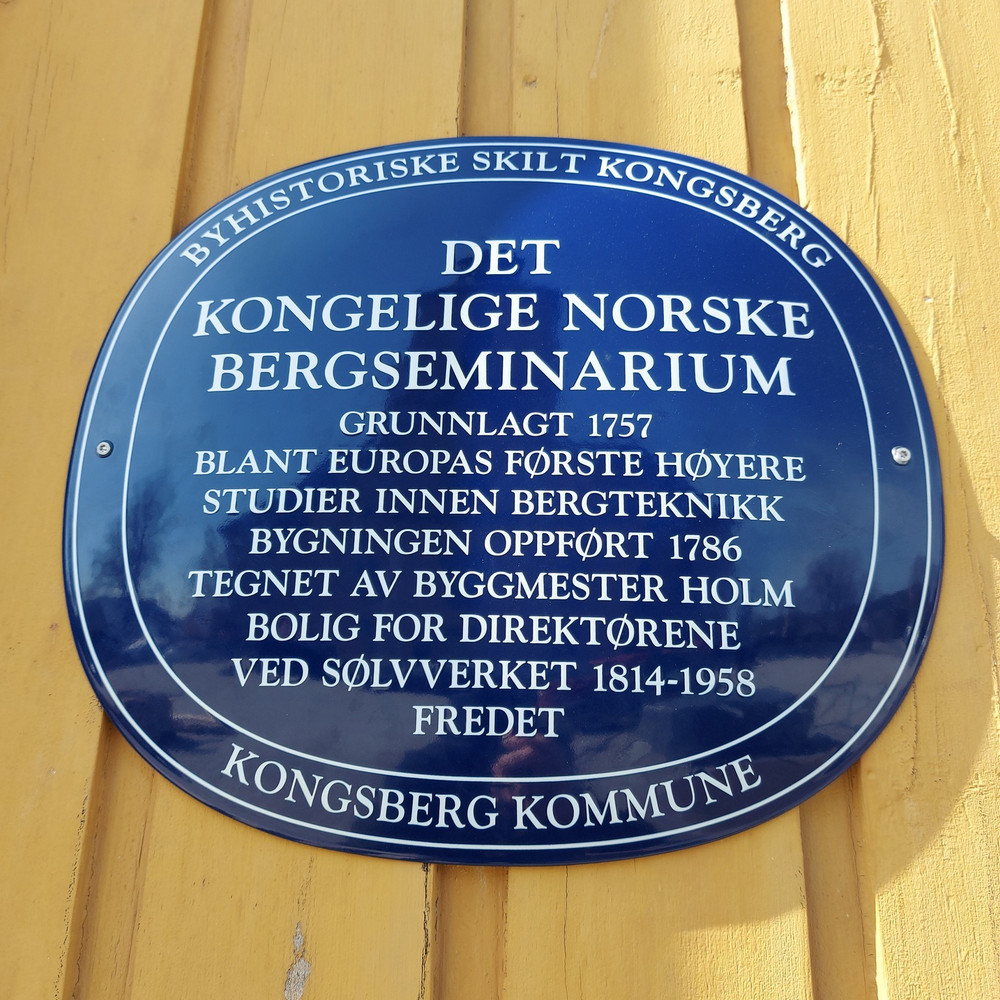 BYHISTORISKE SKILT KONGSBERG
DET
KONGELIGE NORSKE
BERGSEMINARIUM
GRUNNLAGT 1757
BLANT EUROPAS FØRSTE HØYERE
STUDIER INNEN BERGTEKNIKK
BYGNINGEN OPPFØRT 1786
TEGNET AV BYGGMESTER HOLM
BOLIG FOR DIREKTØRENE
VED SØLVVERKET 1814-1958
FREDET
KONGSBERG KOMMUNE